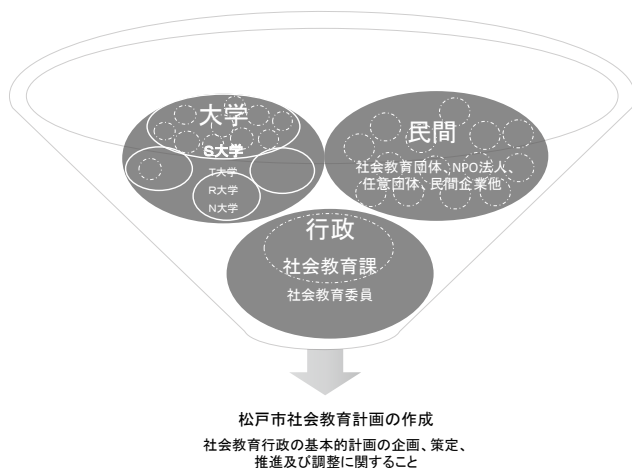 大学
S大学
T大学
R大学
N大学
民間
社会教育団体、NPO法人、
任意団体、民間企業他
行政
社会教育課
社会教育委員
松戸市社会教育計画の作成
社会教育行政の基本的計画の企画、策定、
推進及び調整に関すること